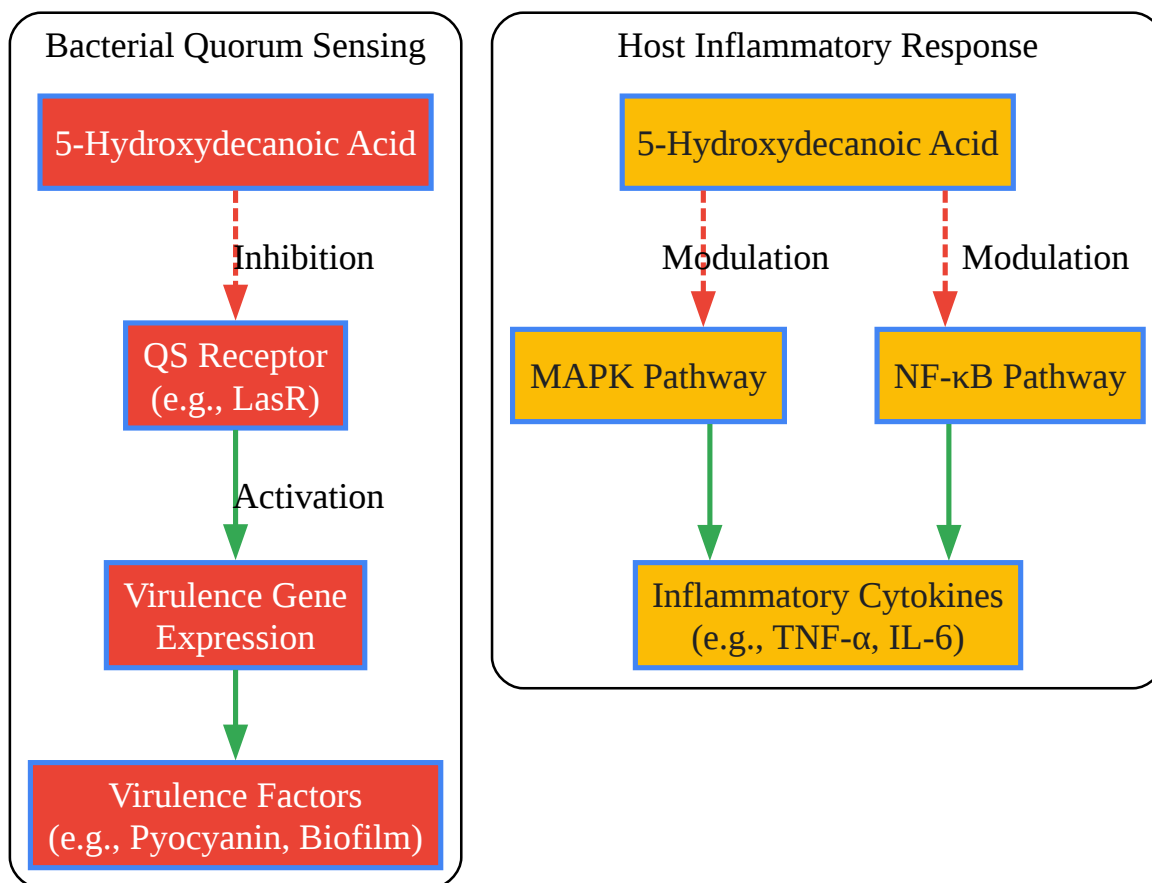 Bacterial Quorum Sensing
5-Hydroxydecanoic Acid
Inhibition
QS Receptor
(e.g., LasR)
Activation
Virulence Gene
Expression
Virulence Factors
(e.g., Pyocyanin, Biofilm)
Host Inflammatory Response
5-Hydroxydecanoic Acid
Modulation
Modulation
MAPK Pathway
NF-κB Pathway
Inflammatory Cytokines
(e.g., TNF-α, IL-6)